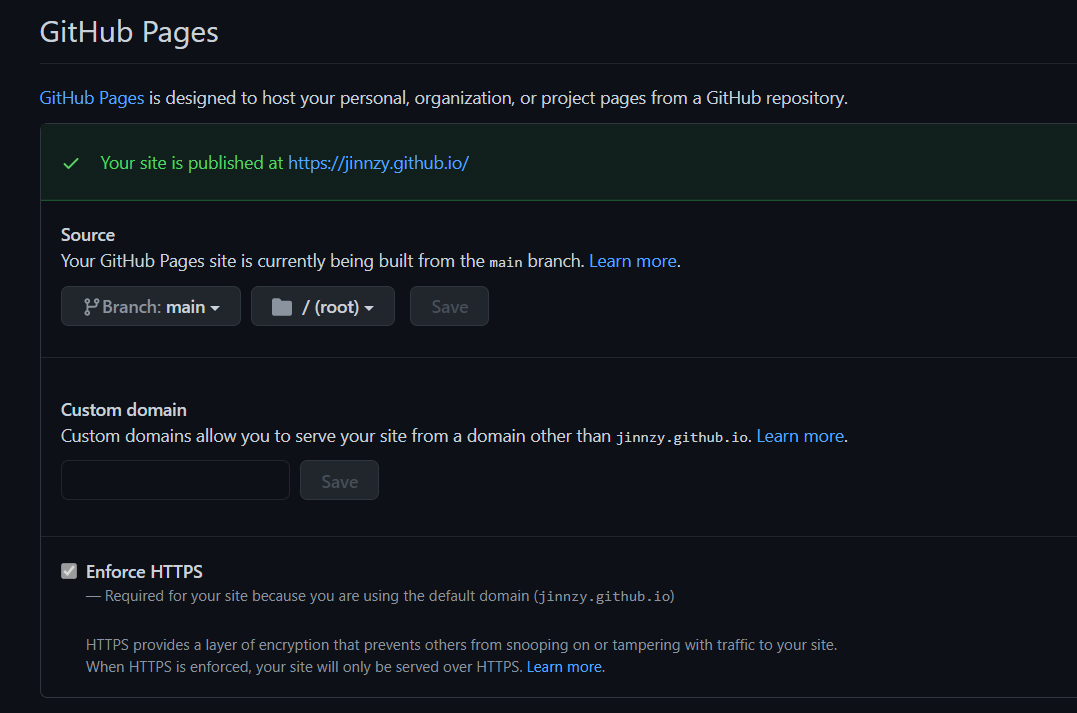 GitHub Pages
GitHub Pages is designed to host your personal, organization, or project pages from a GitHub repository.
Your site is published at https://jinnzy.github.io/
Source
Your GitHub Pages site is currently being built from the main branch. Learn more.
Branch: main / (root) Save
Custom domain
Custom domains allow you to serve your site from a domain other than jinnzy.github.io. Learn more.
Save
Enforce HTTPS
— Required for your site because you are using the default domain (jinnzy.github.io)
HTTPS provides a layer of encryption that prevents others from snooping on or tampering with traffic to your site.
When HTTPS is enforced, your site will only be served over HTTPS. Learn more.